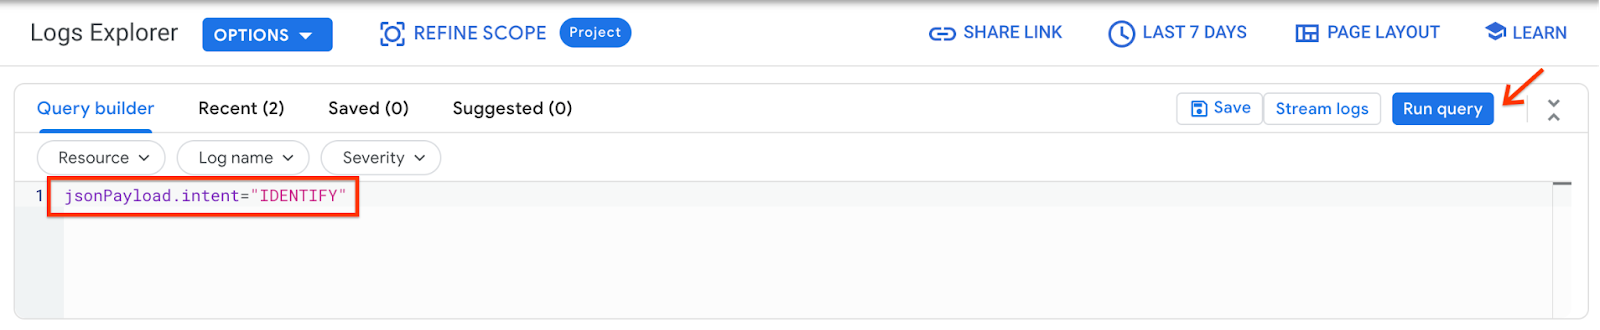 Logs Explorer OPTIONS REFINE SCOPE Project SHARE LINK LAST 7 DAYS PAGE LAYOUT LEARN
Query builder Recent (2) Saved (0) Suggested (0) Save Stream logs Run query
Resource Log name Severity
1 jsonPayload.intent="IDENTIFY"